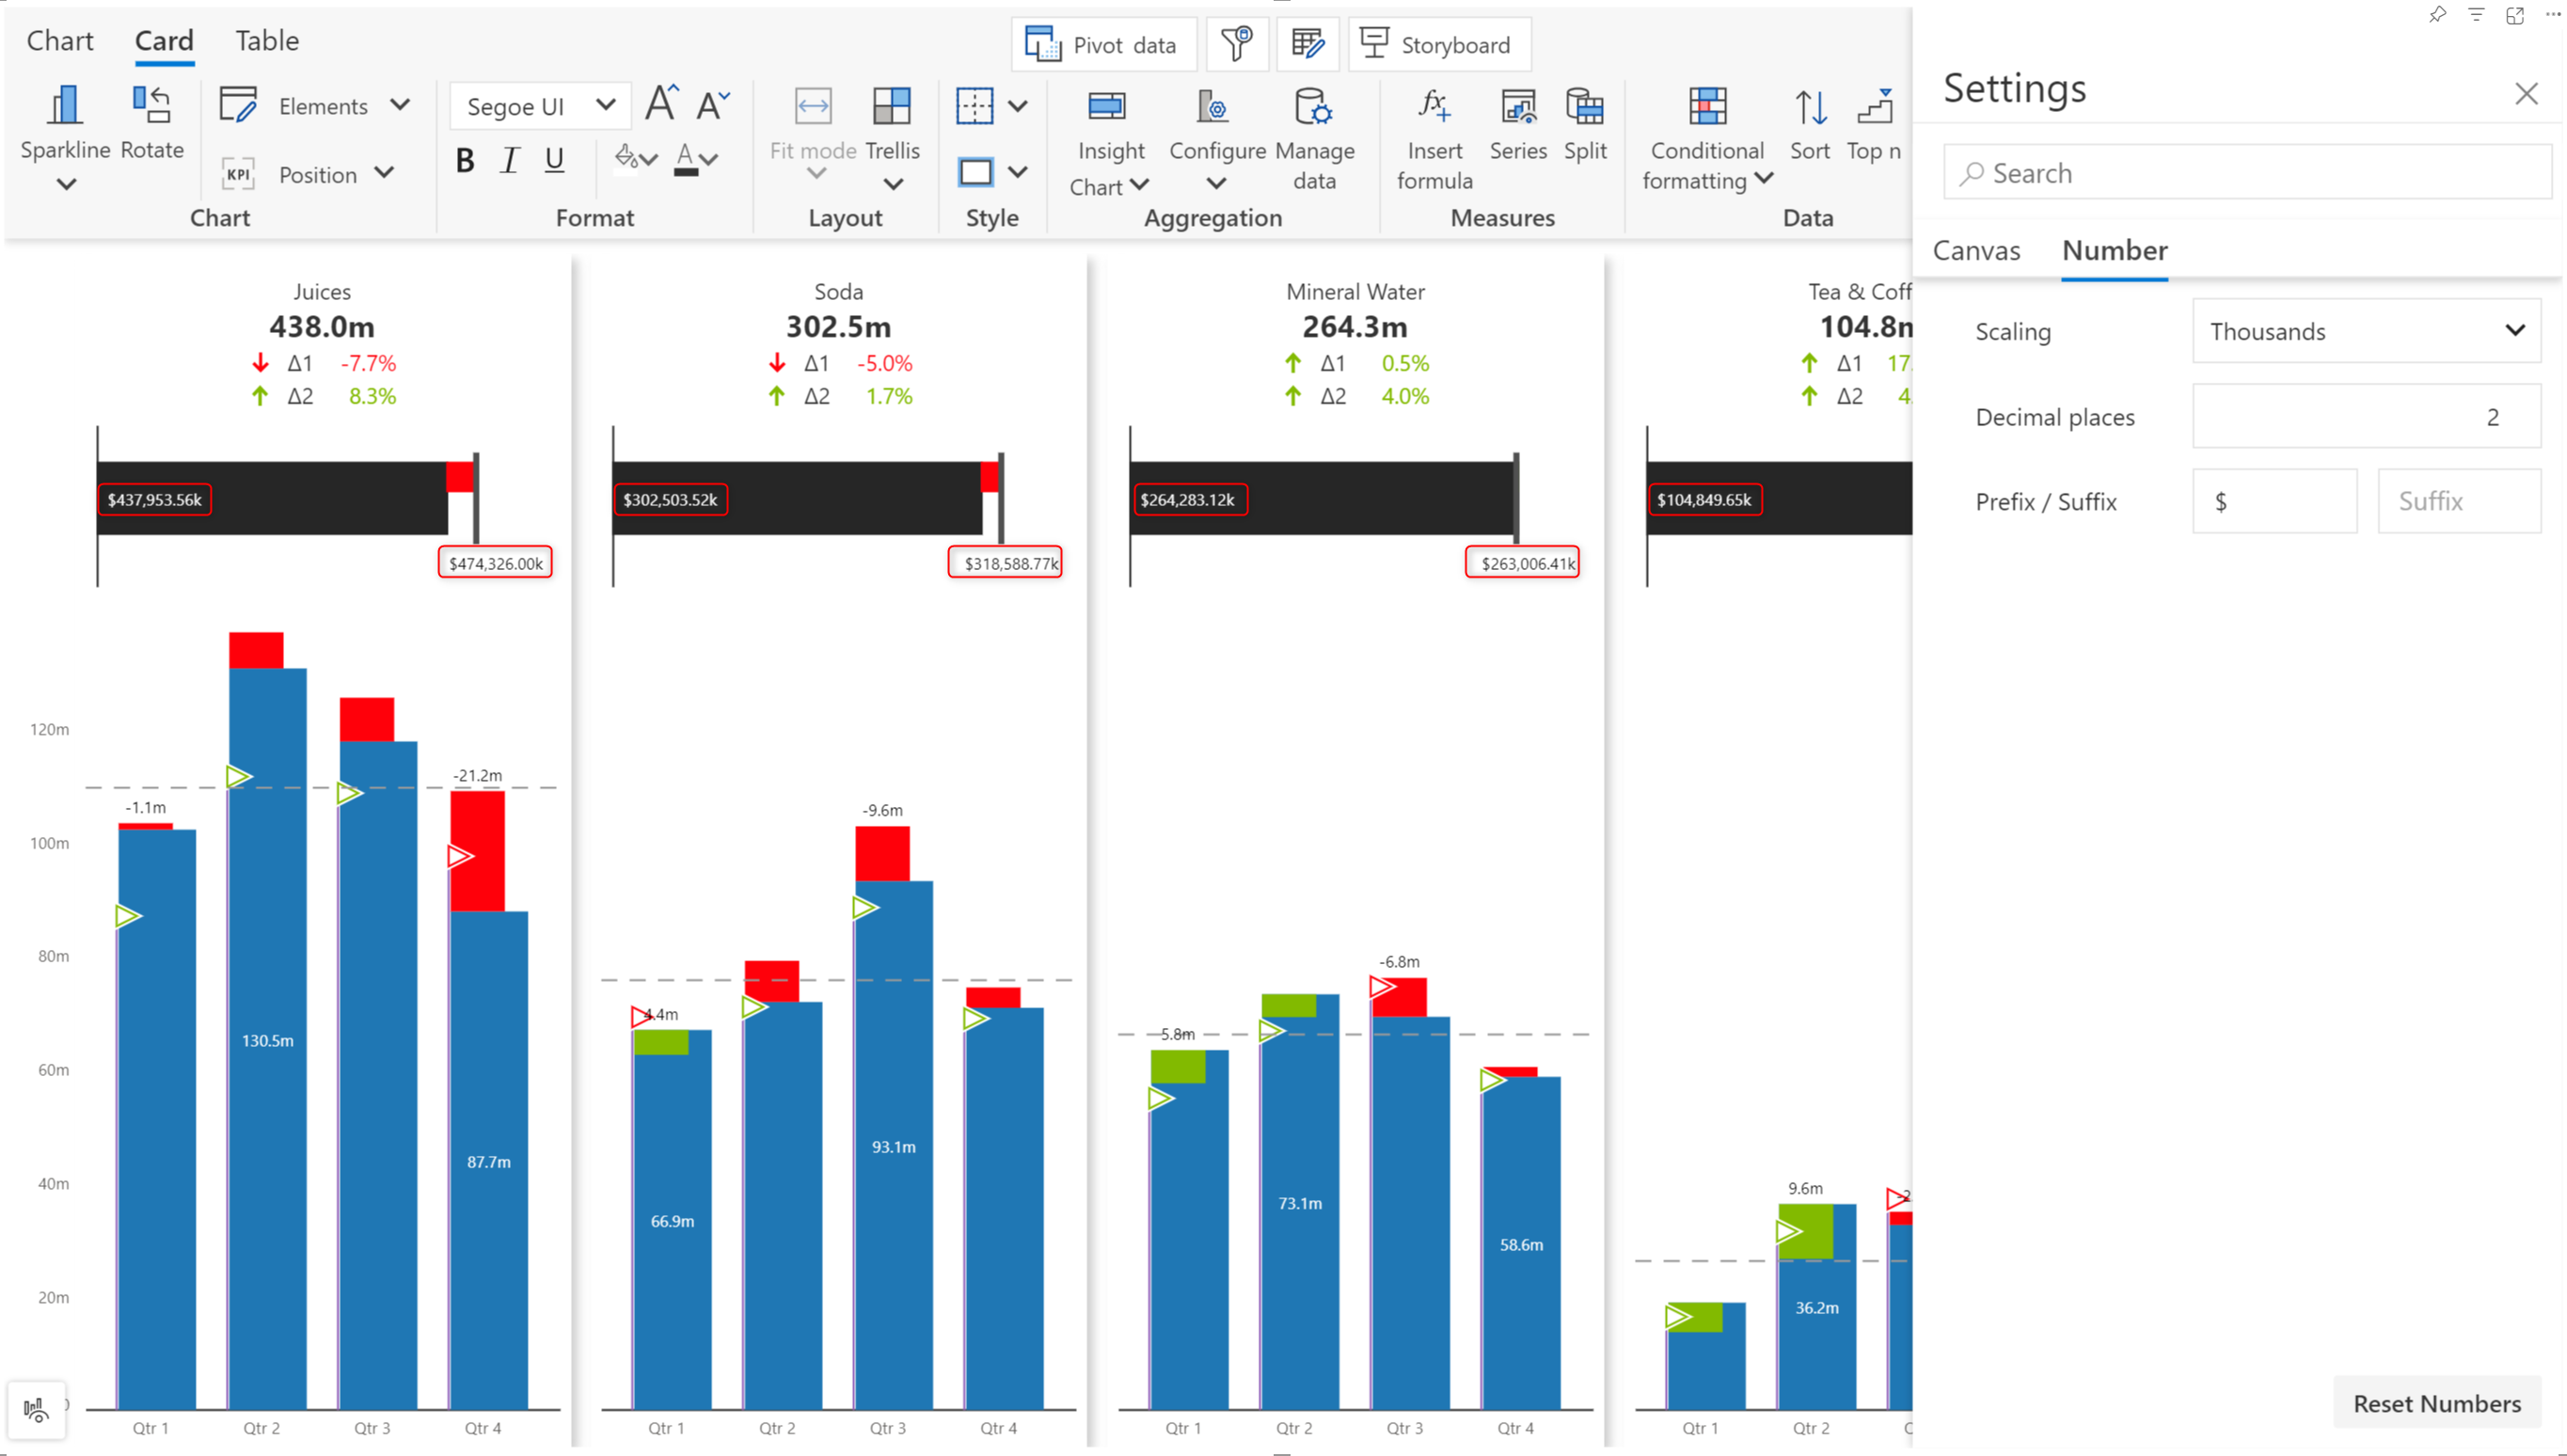 Chart Card Table
Pivot data Storyboard
Sparkline Rotate
Elements
KPI Position
Chart
Segoe UI
B I U A
Format
Fit mode Trellis
Layout
Style
Insight Chart
Configure
Manage data
Aggregation
Insert formula
Series
Split
Measures
Conditional formatting
Sort
Top n
Data
Settings
Search
Canvas Number
Scaling Thousands
Decimal places 2
Prefix / Suffix $ Suffix
Reset Numbers
Juices
438.0m
Δ1 -7.7%
Δ2 8.3%
$437,953.56k
$474,326.00k
120m
100m
80m
60m
40m
20m
-1.1m
-21.2m
130.5m
87.7m
Qtr 1 Qtr 2 Qtr 3 Qtr 4
Soda
302.5m
Δ1 -5.0%
Δ2 1.7%
$302,503.52k
$318,588.77k
-9.6m
4.4m
93.1m
66.9m
Qtr 1 Qtr 2 Qtr 3 Qtr 4
Mineral Water
264.3m
Δ1 0.5%
Δ2 4.0%
$264,283.12k
$263,006.41k
-6.8m
5.8m
73.1m
58.6m
Qtr 1 Qtr 2 Qtr 3 Qtr 4
Tea & Coff
104.8m
Δ1 17.
Δ2 4.
$104,849.65k
9.6m
-2
36.2m
Qtr 1 Qtr 2